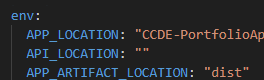 env:
APP_LOCATION: "CCDE-PortfolioAp
API_LOCATION: ""
APP_ARTIFACT_LOCATION: "dist"